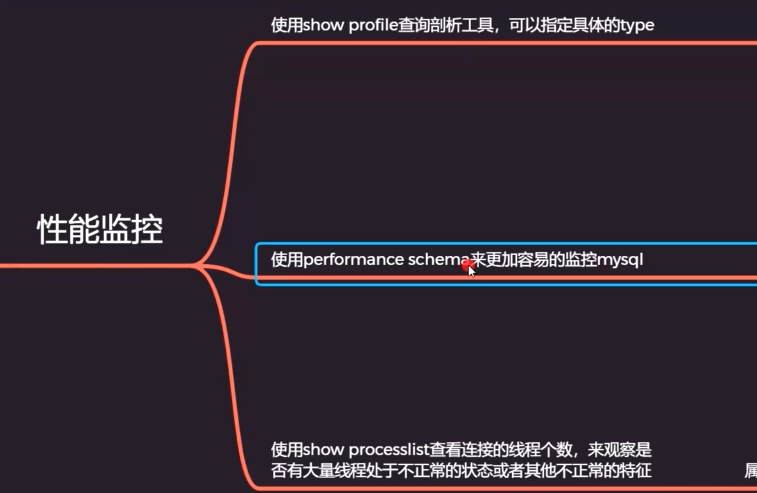 使用show profile查询剖析工具，可以指定具体的type
性能监控
使用performance schema来更加容易的监控mysql
使用show processlist查看连接的线程个数，来观察是
否有大量线程处于不正常的状态或者其他不正常的特征
属